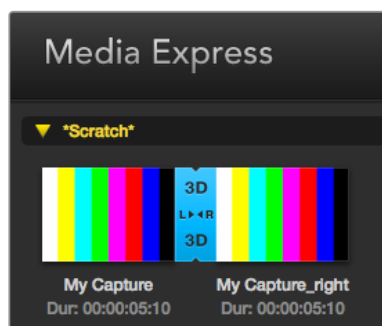 Media Express
*Scratch*
3D
L R
3D
My Capture
My Capture_right
Dur: 00:00:05:10
Dur: 00:00:05:10